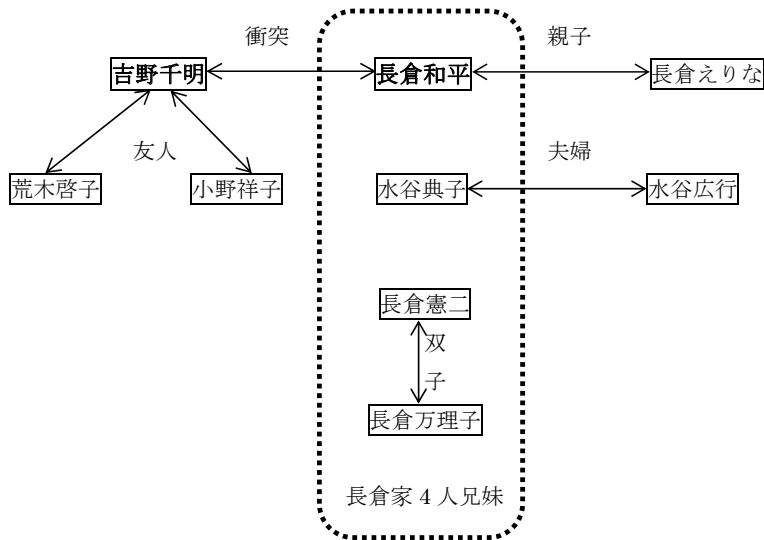 衝突
親子
吉野千明
長倉和平
長倉えりな
友人
夫婦
荒木啓子
小野祥子
水谷典子
水谷広行
長倉憲二
双
子
長倉万理子
長倉家 4 人兄妹